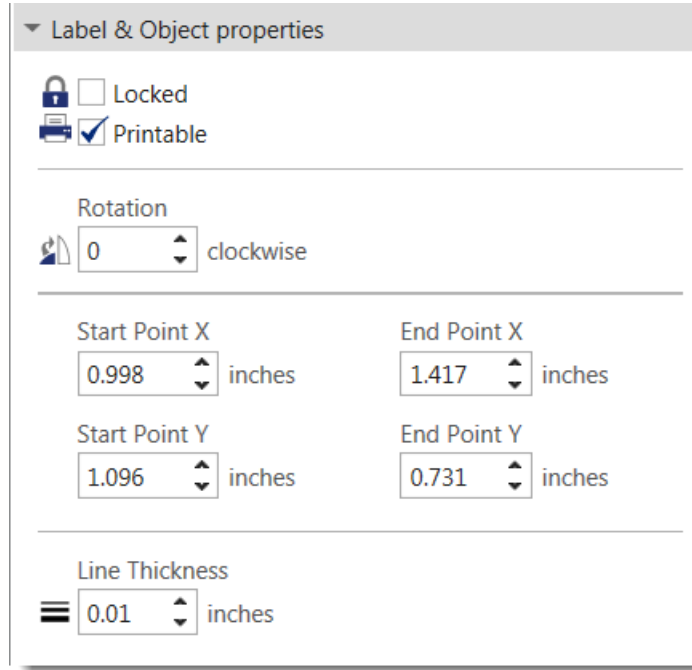 Label & Object properties
Locked
Printable
Rotation
0 clockwise
Start Point X End Point X
0.998 inches 1.417 inches
Start Point Y End Point Y
1.096 inches 0.731 inches
Line Thickness
0.01 inches